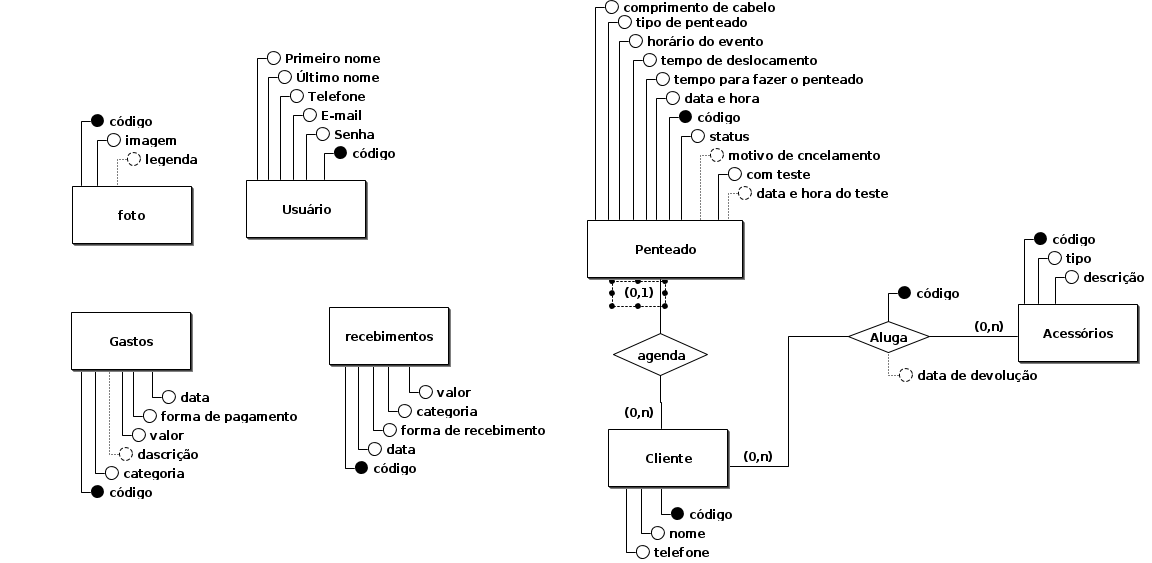 código
imagem
legenda
foto
Primeiro nome
Último nome
Telefone
E-mail
Senha
código
Usuário
comprimento de cabelo
tipo de penteado
horário do evento
tempo de deslocamento
tempo para fazer o penteado
data e hora
código
status
motivo de cncelamento
com teste
data e hora do teste
Penteado
(0,1)
agenda
(0,n)
Cliente
código
nome
telefone
(0,n)
código
Aluga
data de devolução
(0,n)
código
tipo
descrição
Acessórios
Gastos
data
forma de pagamento
valor
dascrição
categoria
código
recebimentos
valor
categoria
forma de recebimento
data
código